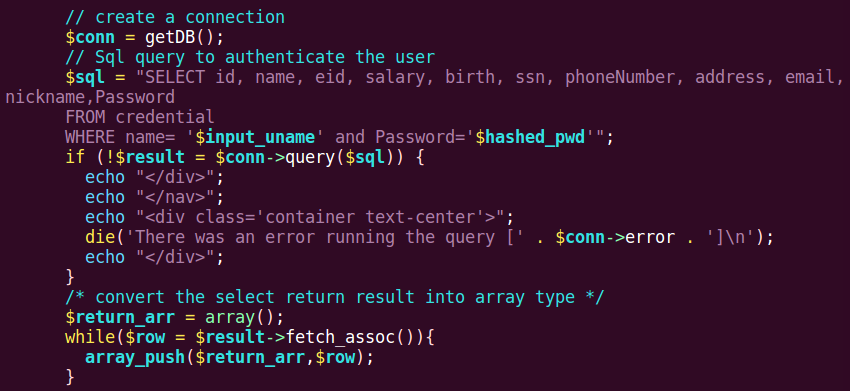 // create a connection
$conn = getDB();
// Sql query to authenticate the user
$sql = "SELECT id, name, eid, salary, birth, ssn, phoneNumber, address, email,
nickname,Password
FROM credential
WHERE name= '$input_uname' and Password='$hashed_pwd'";
if (!$result = $conn->query($sql)) {
echo "</div>";
echo "</nav>";
echo "<div class='container text-center'>";
die('There was an error running the query [' . $conn->error . ']\n');
echo "</div>";
}
/* convert the select return result into array type */
$return_arr = array();
while($row = $result->fetch_assoc()){
array_push($return_arr,$row);
}